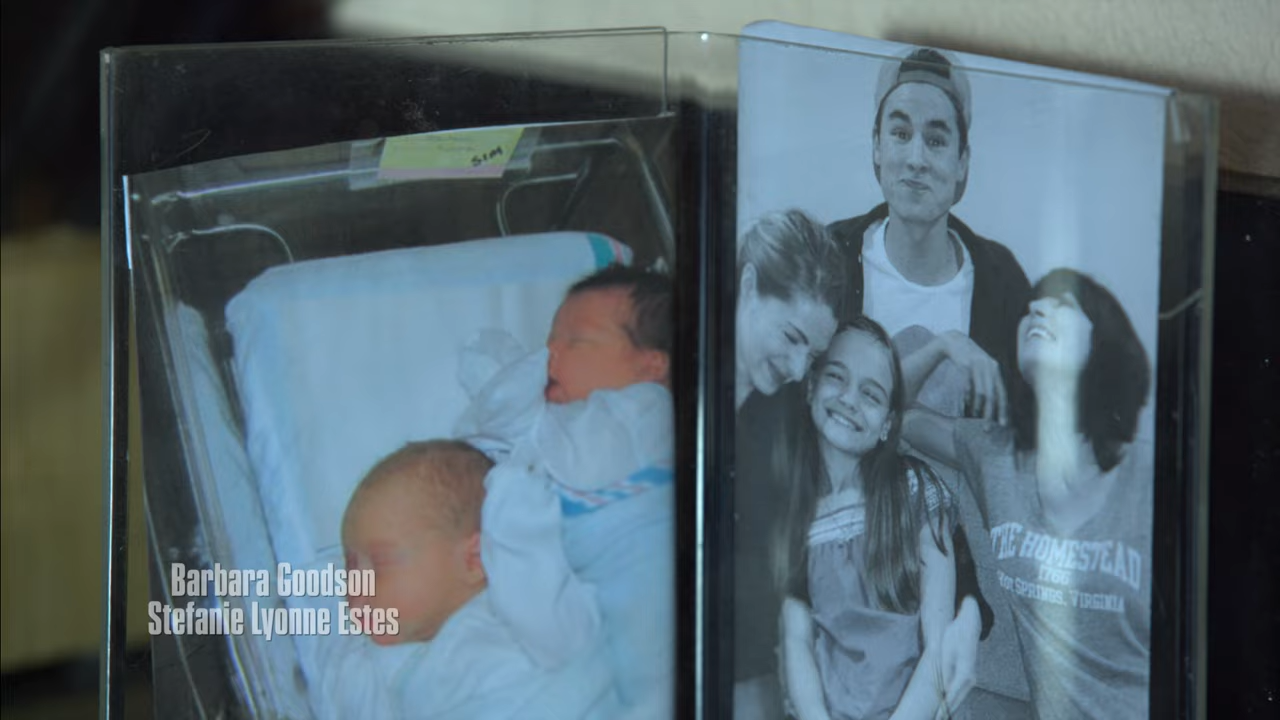 Barbara Goodson
Stefanie Lyonne Estes
THE HOMESTEAD
1766
HOT SPRINGS, VIRGINIA